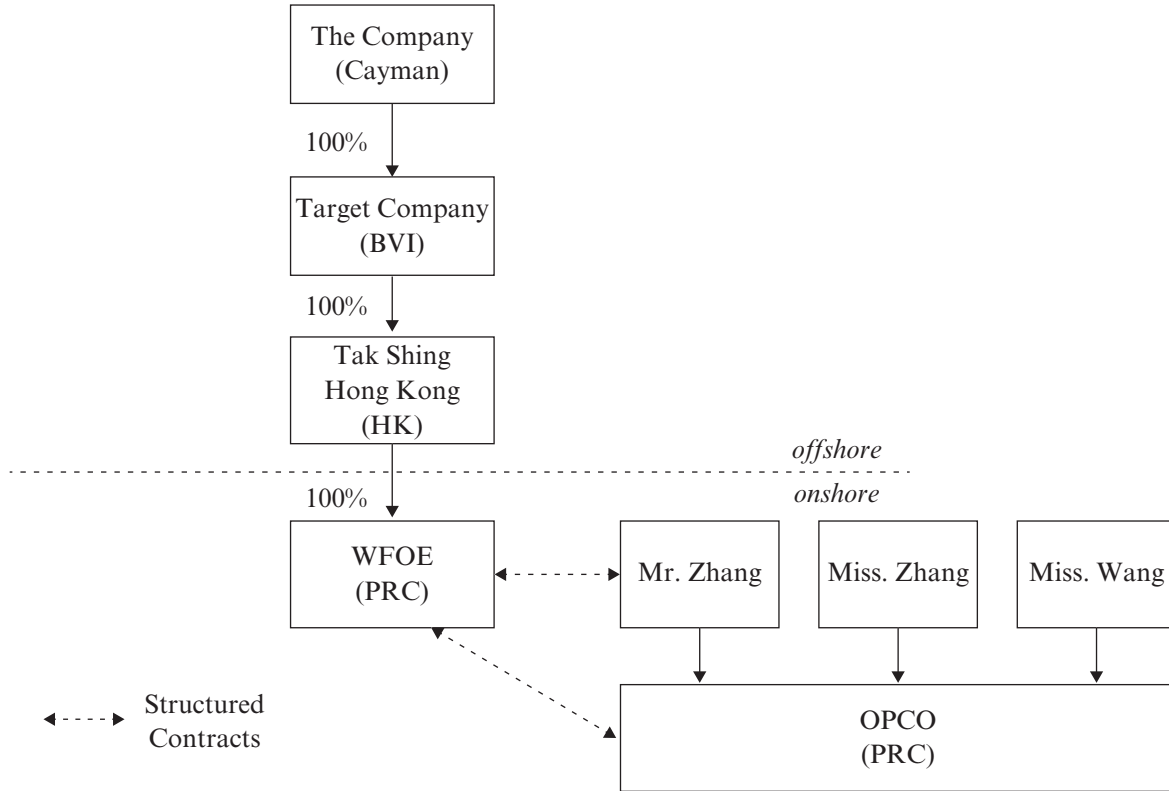 The Company
(Cayman)
100%
Target Company
(BVI)
100%
Tak Shing
Hong Kong
(HK)
offshore
onshore
100%
WFOE
(PRC)
Mr. Zhang
Miss. Zhang
Miss. Wang
Structured
Contracts
OPCO
(PRC)